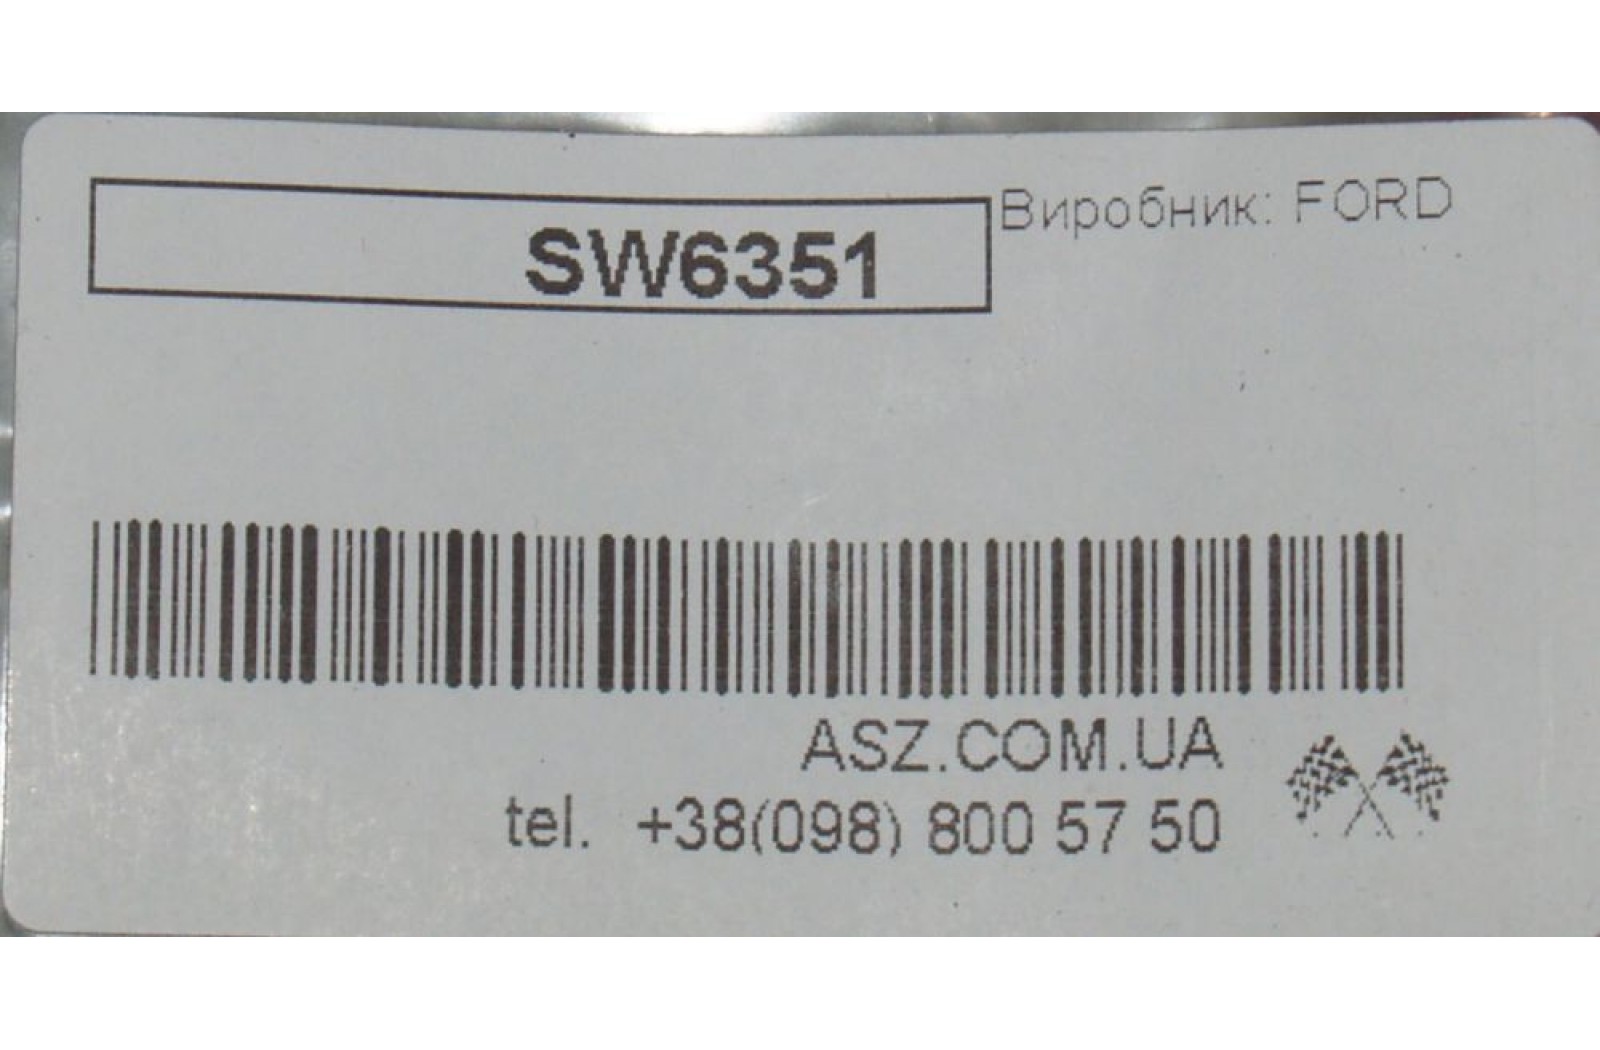 SW6351
Виробник: FORD
ASZ.COM.UA
tel. +38(098) 800 57 50